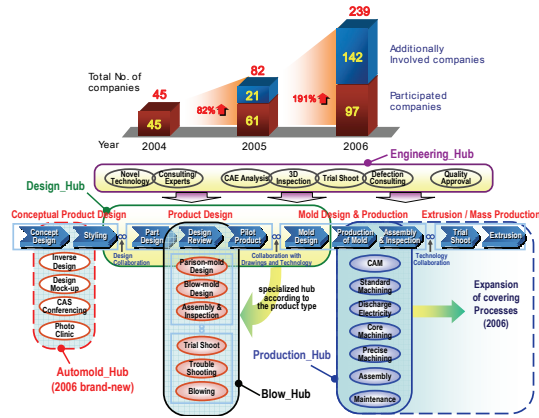 239
142
Additionally
Involved companies
Total No. of
companies
45
82
82%
21
191%
Participated
companies
45
61
97
Year
2004
2005
2006
Engineering_Hub
Novel
Technology
Consulting/
Experts
CAE Analysis
3D
Inspection
Trial Shoot
Defection
Consulting
Quality
Approval
Design_Hub
Conceptual Product Design
Product Design
Mold Design & Production
Extrusion / Mass Production
Concept
Design
Styling
Part
Design
Design
Review
Pilot
Product
Mold
Design
Production
of Mold
Assembly
& Inspection
Trial
Shoot
Extrusion
Design
Collaboration
Collaboration with
Drawings and Technology
Technology
Collaboration
Inverse
Design
Design
Mock-up
CAS
Conferencing
Photo
Clinic
Parison-mold
Design
Blow-mold
Design
Assembly &
Inspection
Trial Shoot
Trouble
Shooting
Blowing
specialized hub
according to
the product type
CAM
Standard
Machining
Discharge
Electricity
Core
Machining
Precise
Machining
Assembly
Maintenance
Expansion
of covering
Processes
(2006)
Automold_Hub
(2006 brand-new)
Blow_Hub
Production_Hub